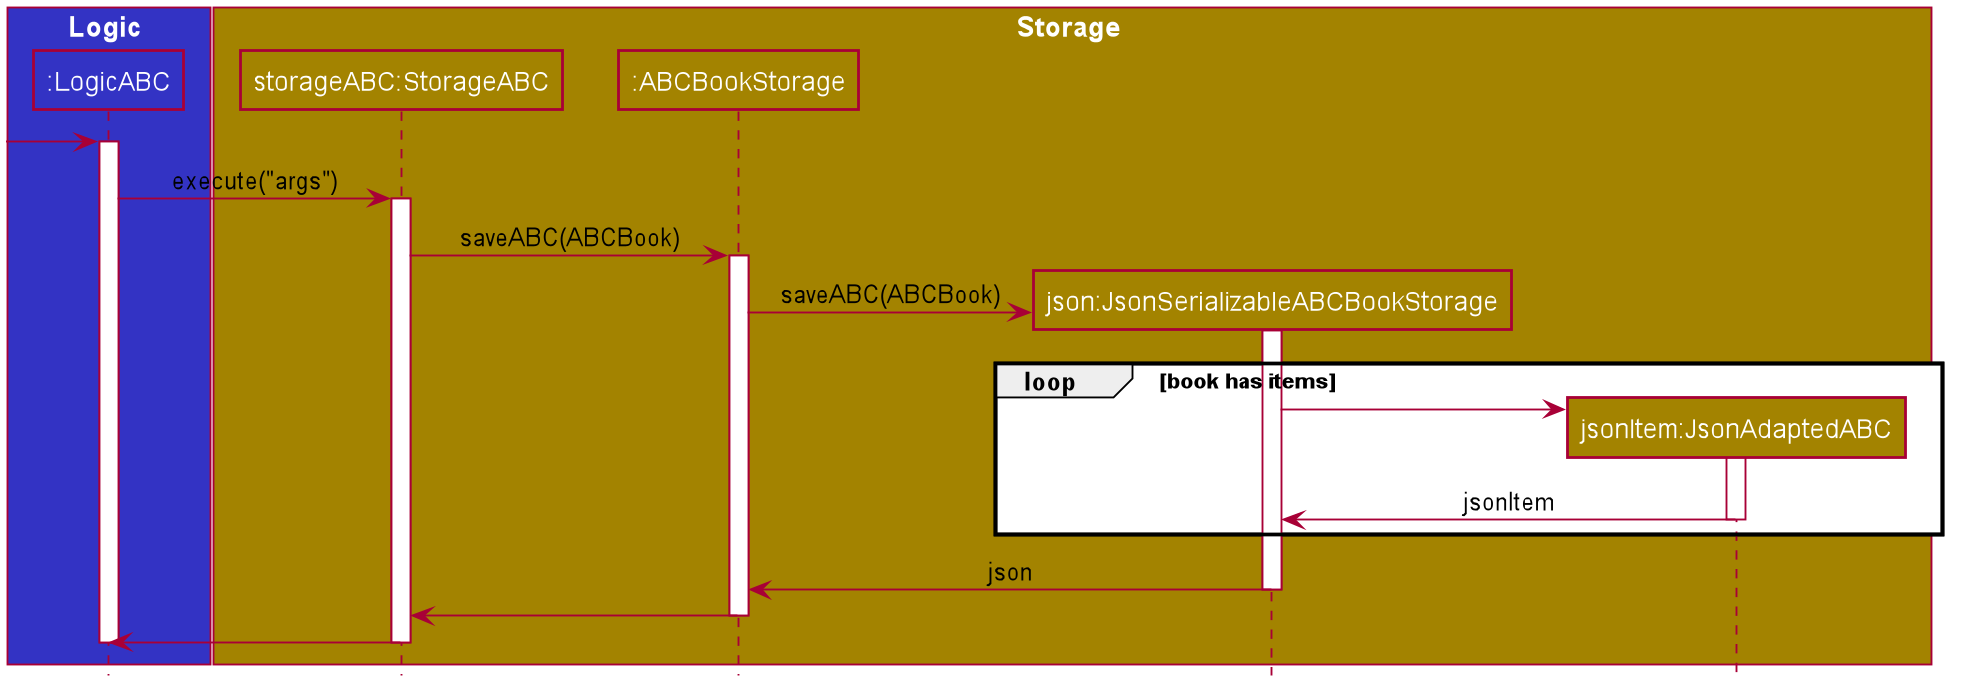 Logic
Storage
:LogicABC
storageABC:StorageABC
:ABCBookStorage
execute("args")
saveABC(ABCBook)
saveABC(ABCBook)
json:JsonSerializableABCBookStorage
loop
[book has items]
jsonItem:JsonAdaptedABC
jsonItem
json